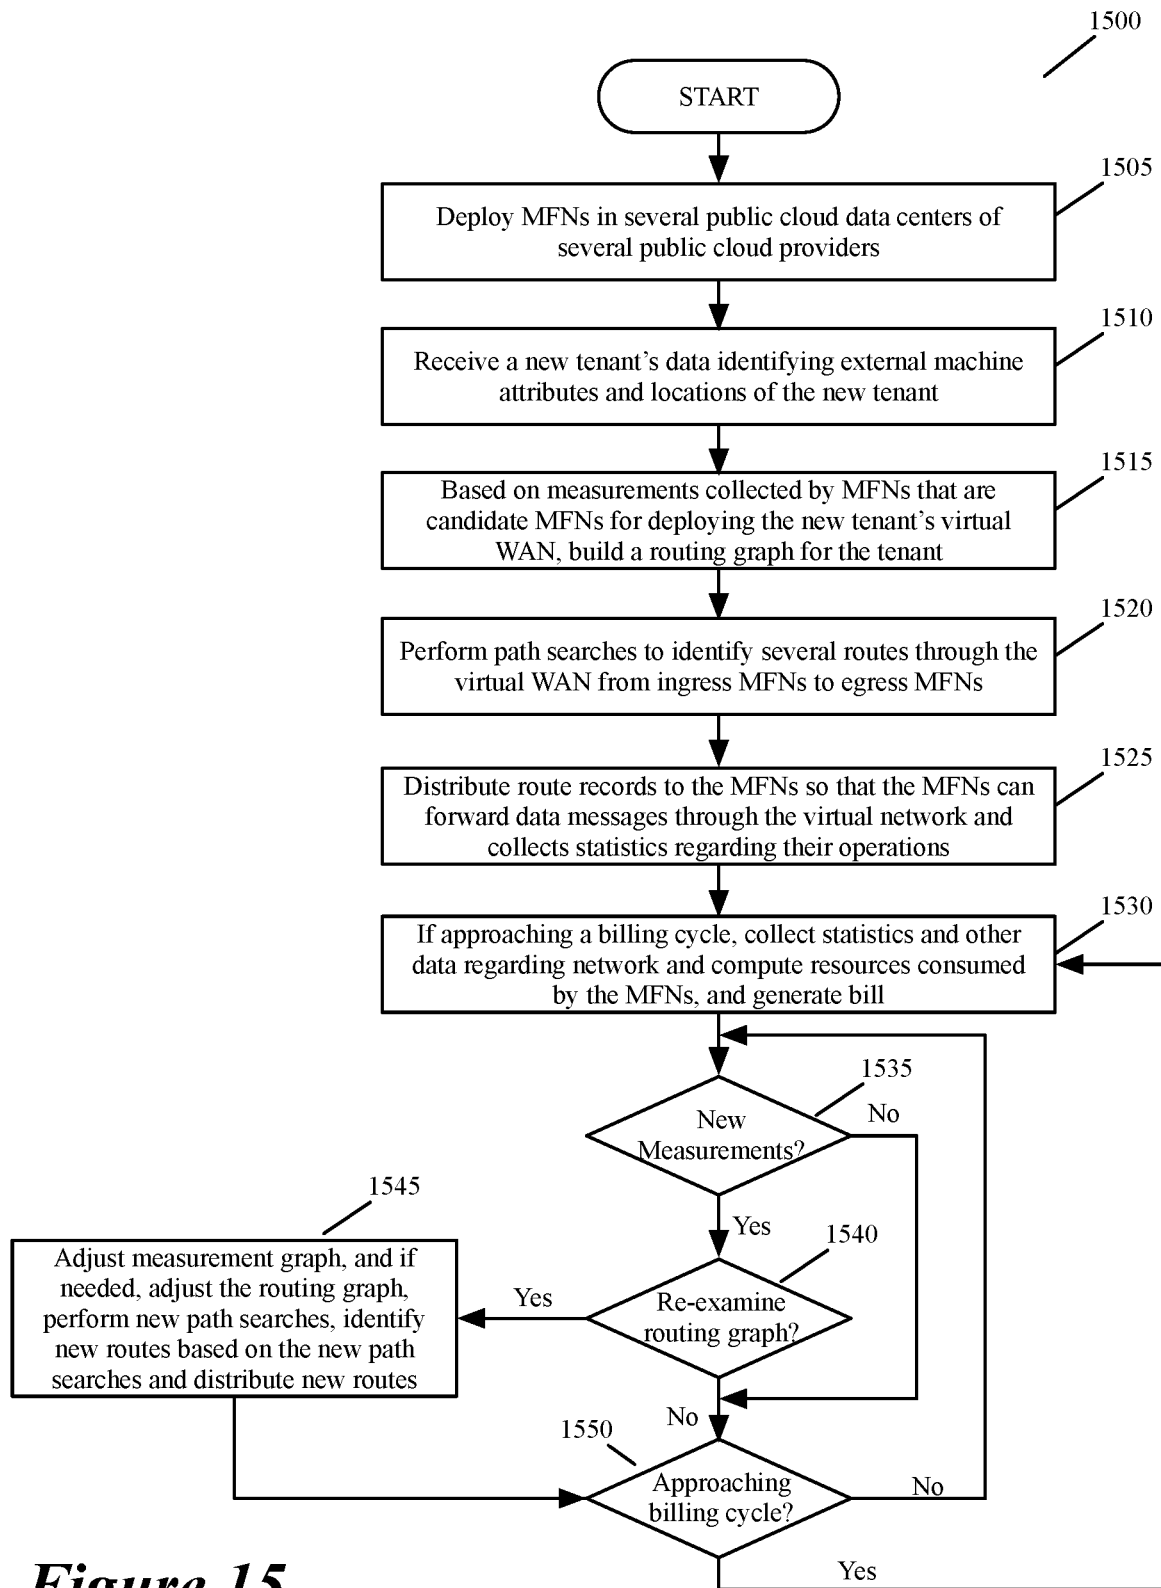 1500
START
1505
Deploy MFNs in several public cloud data centers of
several public cloud providers
1510
Receive a new tenant’s data identifying external machine
attributes and locations of the new tenant
1515
Based on measurements collected by MFNs that are
candidate MFNs for deploying the new tenant’s virtual
WAN, build a routing graph for the tenant
1520
Perform path searches to identify several routes through the
virtual WAN from ingress MFNs to egress MFNs
1525
Distribute route records to the MFNs so that the MFNs can
forward data messages through the virtual network and
collects statistics regarding their operations
1530
If approaching a billing cycle, collect statistics and other
data regarding network and compute resources consumed
by the MFNs, and generate bill
1535
New
Measurements?
No
Yes
1540
Re-examine
routing graph?
Yes
1545
Adjust measurement graph, and if
needed, adjust the routing graph,
perform new path searches, identify
new routes based on the new path
searches and distribute new routes
No
1550
Approaching
billing cycle?
No
Yes
Figure 15